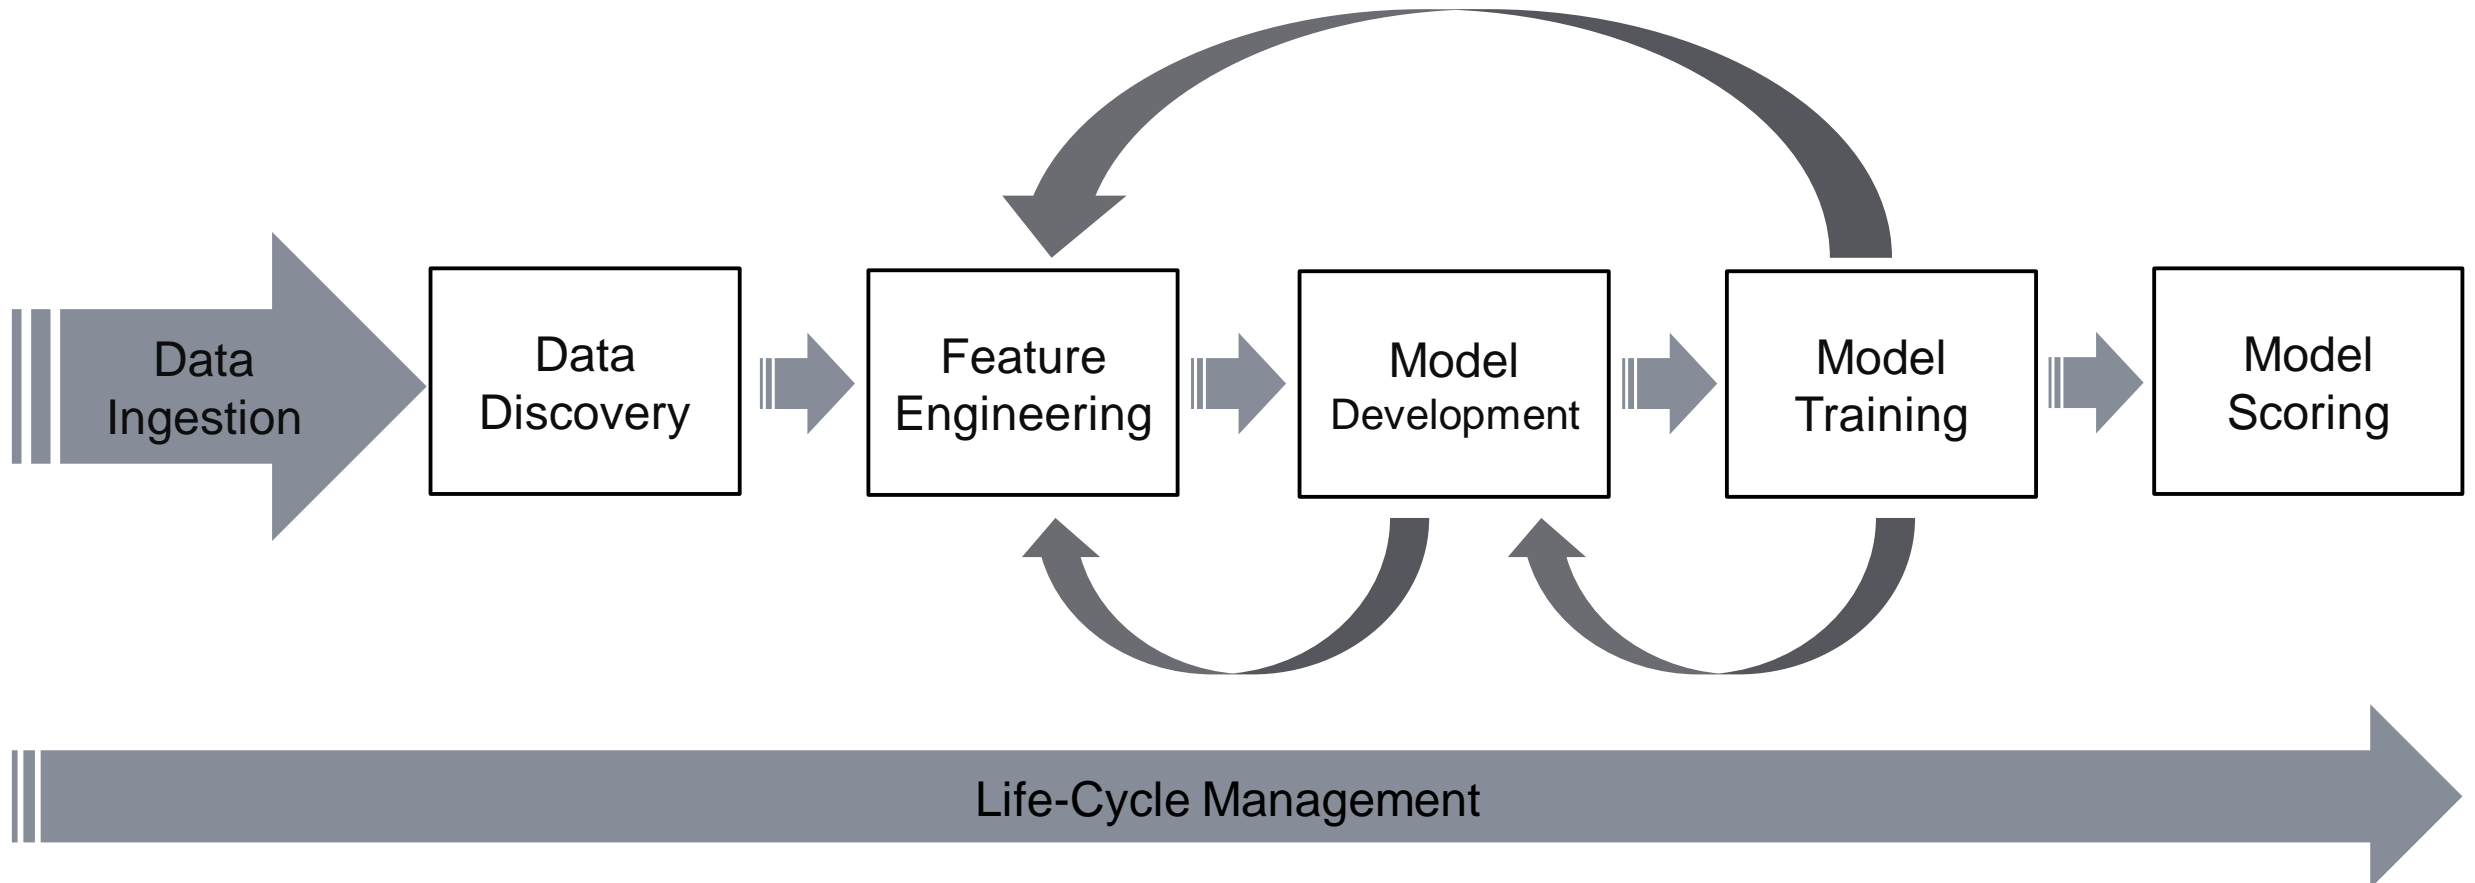 Data
Ingestion
Data
Discovery
Feature
Engineering
Model
Development
Model
Training
Model
Scoring
Life-Cycle Management